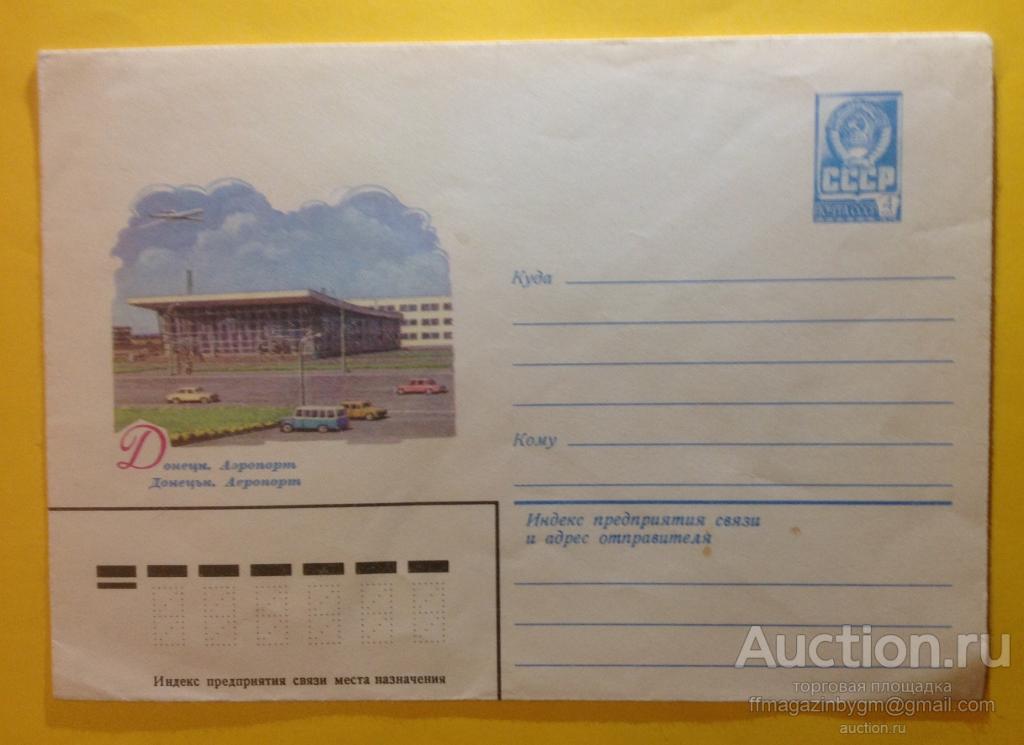 СССР
4
Куда
Донецк. Аэропорт
Донецьк. Аеропорт
Кому
Индекс предприятия связи
и адрес отправителя
Индекс предприятия связи места назначения
Auction.ru
торговая площадка
ffmagazinbygm@gmail.com
auction.ru